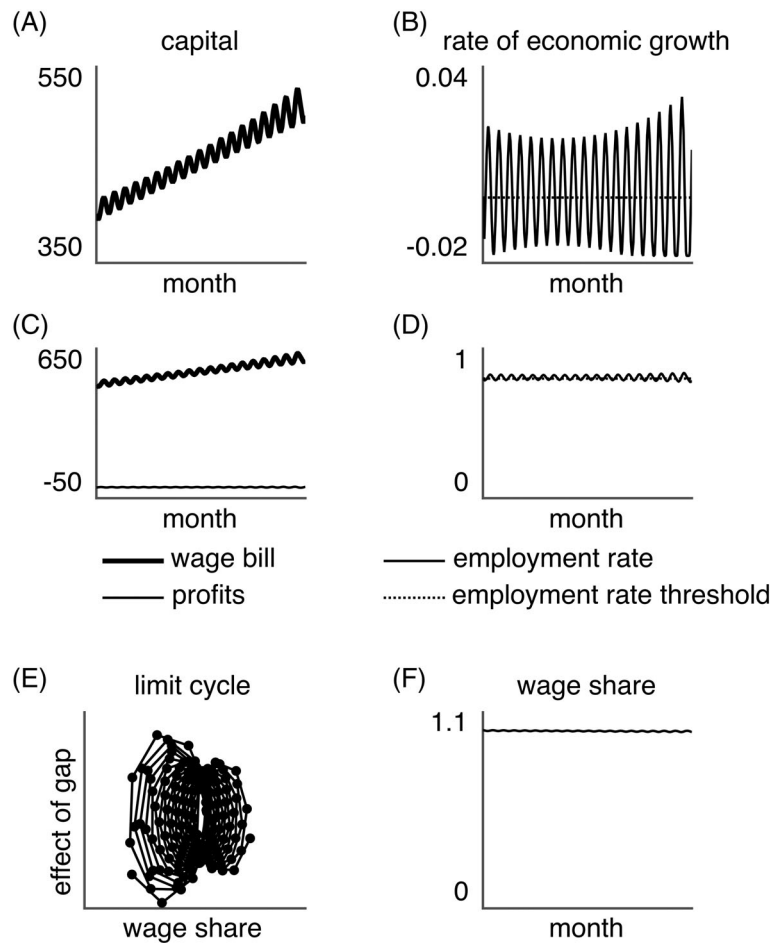 (A)
capital
550
350
month
(B)
rate of economic growth
0.04
-0.02
month
(C)
650
-50
month
(D)
1
0
month
wage bill
profits
employment rate
employment rate threshold
(E)
limit cycle
effect of gap
wage share
(F)
wage share
1.1
0
month